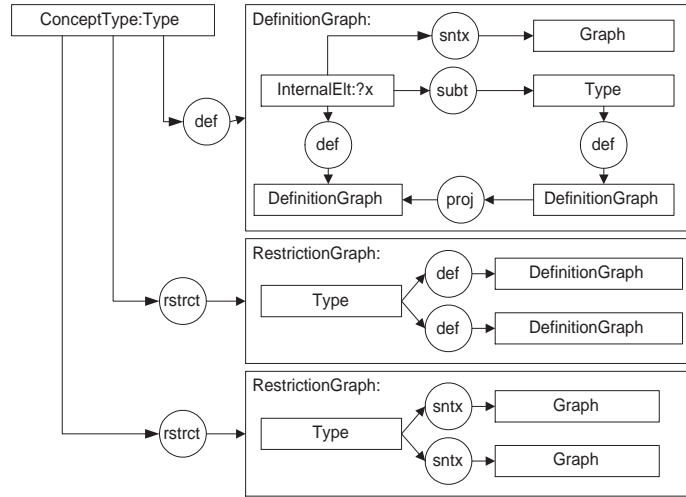 ConceptType:Type
DefinitionGraph:
sntx
Graph
InternalElt:?x
subt
Type
def
def
def
DefinitionGraph
proj
DefinitionGraph
RestrictionGraph:
def
DefinitionGraph
rstrct
Type
def
DefinitionGraph
RestrictionGraph:
sntx
Graph
rstrct
Type
sntx
Graph